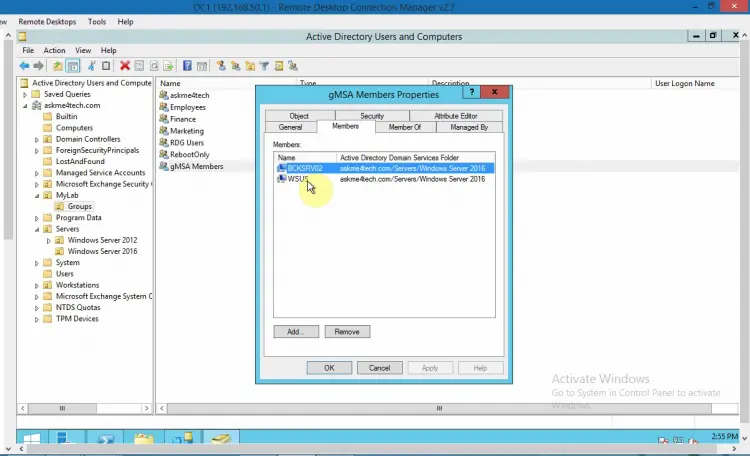 DC1 (192.168.50.1) - Remote Desktop Connection Manager v2.7
ew Remote Desktops Tools Help
Active Directory Users and Computers
File Action View Help
Active Directory Users and Compute
Saved Queries
askme4tech.com
Builtin
Computers
Domain Controllers
ForeignSecurityPrincipals
LostAndFound
Managed Service Accounts
Microsoft Exchange Security
MyLab
Groups
Program Data
Servers
Windows Server 2012
Windows Server 2016
System
Users
Workstations
Microsoft Exchange System C
NTDS Quotas
TPM Devices
Name Type Description User Logon Name
askme4tech
Employees
Finance
Marketing
RDG Users
RebootOnly
gMSA Members
gMSA Members Properties
? x
Object Security Attribute Editor
General Members Member Of Managed By
Members:
Name Active Directory Domain Services Folder
BCKSRV02 askme4tech.com/Servers/Windows Server 2016
WSUS askme4tech.com/Servers/Windows Server 2016
Add... Remove
OK Cancel Apply Help
Activate Windows
Go to System in Control Panel to activate
Windows.
2:55 PM